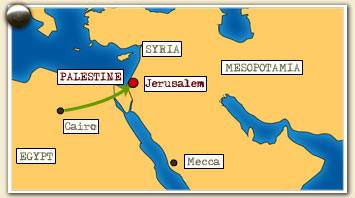 SYRIA
MESOPOTAMIA
PALESTINE
Jerusalem
Cairo
EGYPT
Mecca